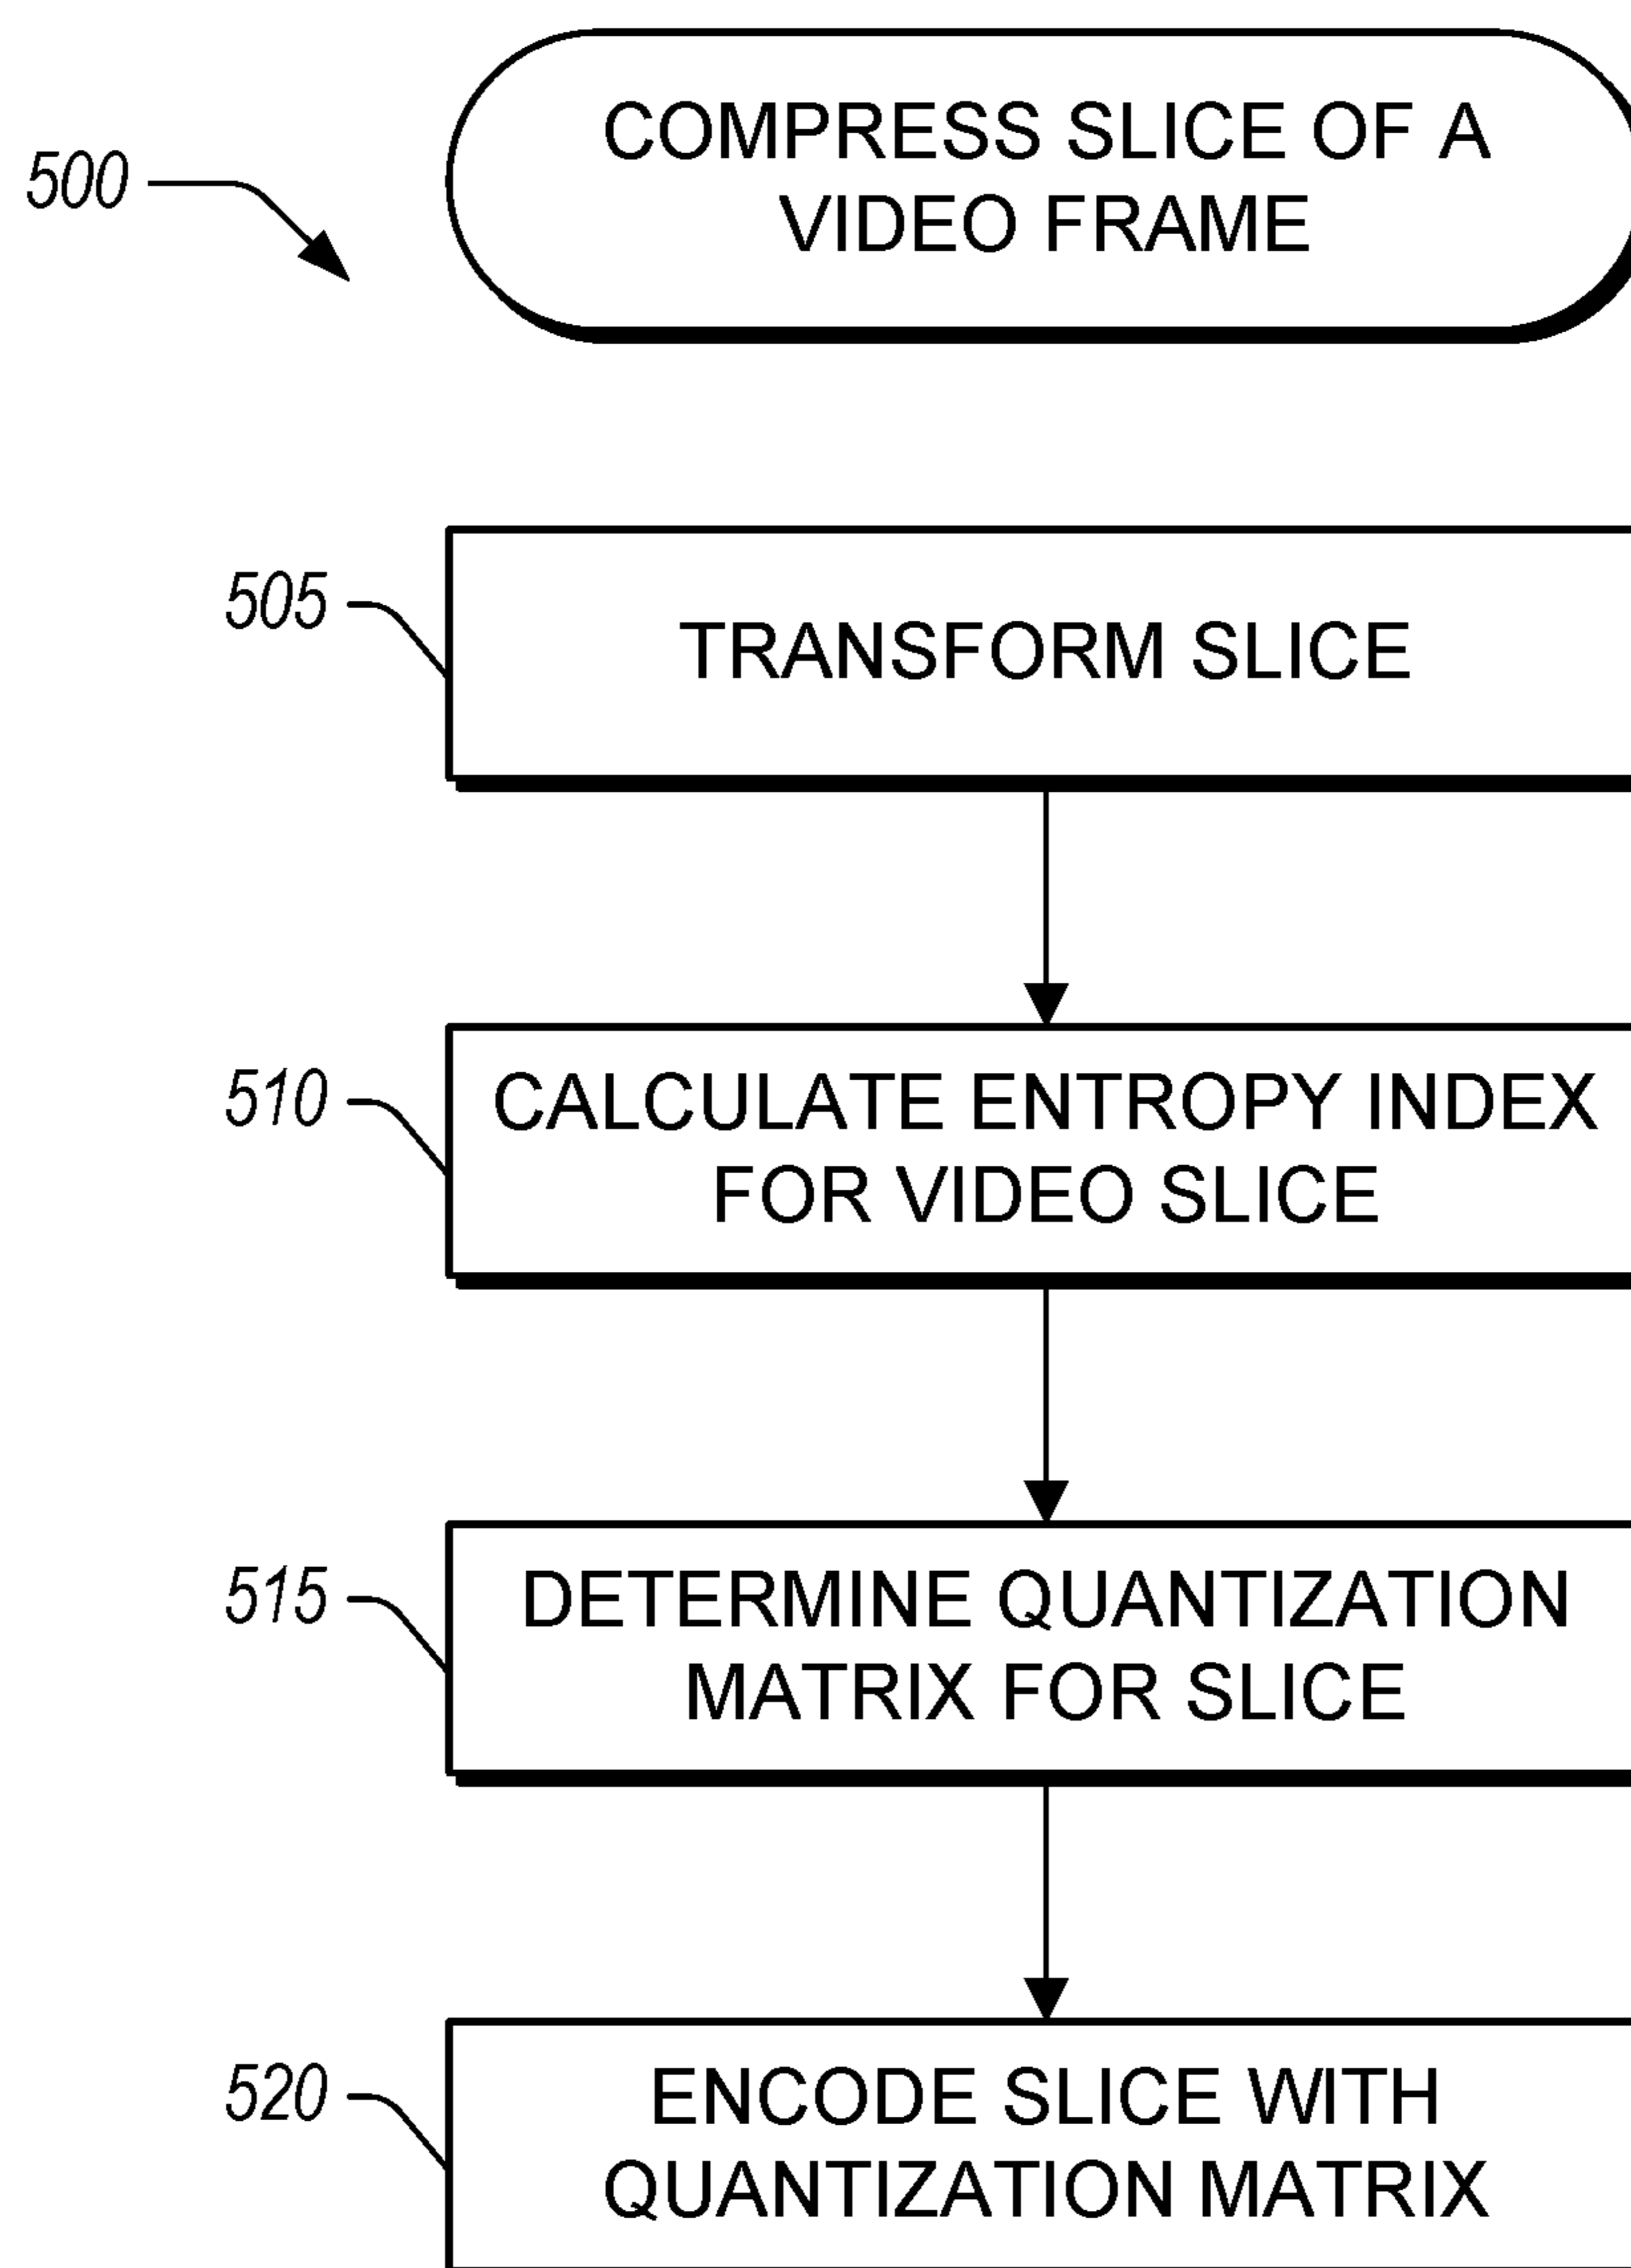 500
COMPRESS SLICE OF A
VIDEO FRAME
505
TRANSFORM SLICE
510
CALCULATE ENTROPY INDEX
FOR VIDEO SLICE
515
DETERMINE QUANTIZATION
MATRIX FOR SLICE
520
ENCODE SLICE WITH
QUANTIZATION MATRIX